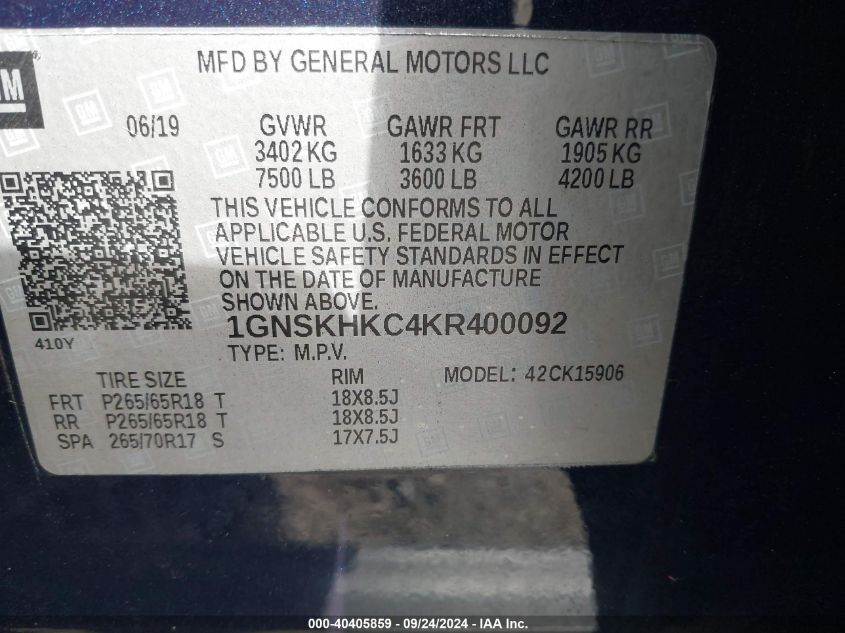 GM
MFD BY GENERAL MOTORS LLC
06/19 GVWR GAWR FRT GAWR RR
3402 KG 1633 KG 1905 KG
7500 LB 3600 LB 4200 LB
THIS VEHICLE CONFORMS TO ALL
APPLICABLE U.S. FEDERAL MOTOR
VEHICLE SAFETY STANDARDS IN EFFECT
ON THE DATE OF MANUFACTURE
SHOWN ABOVE.
410Y
1GNSKHKC4KR400092
TYPE: M.P.V.
TIRE SIZE RIM MODEL: 42CK15906
FRT P265/65R18 T 18X8.5J
RR P265/65R18 T 18X8.5J
SPA 265/70R17 S 17X7.5J
000-40405859 - 09/24/2024 - IAA Inc.